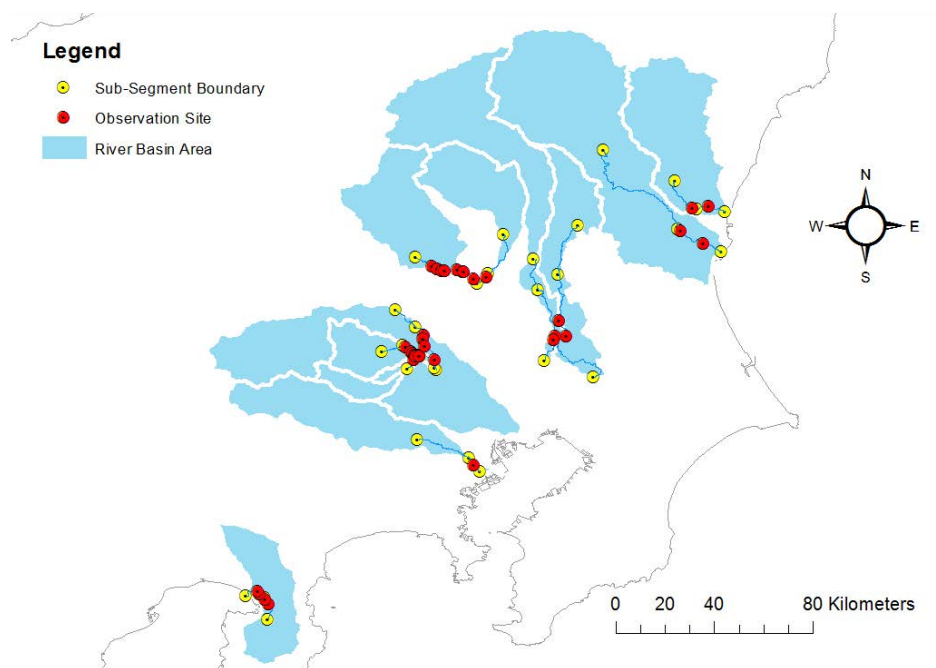 Legend
Sub-Segment Boundary
Observation Site
River Basin Area
N
W E
S
0 20 40 80 Kilometers